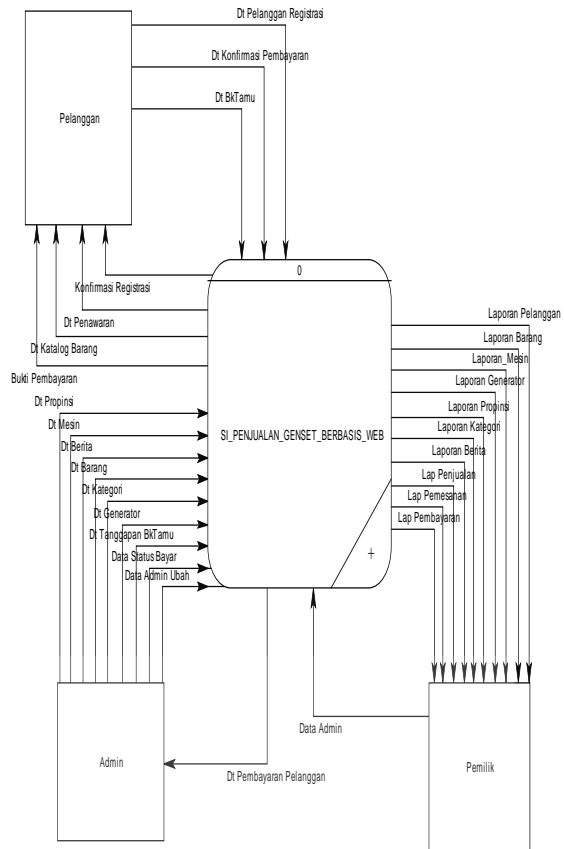 Dt Pelanggan Registrasi
Dt Konfirmasi Pembayaran
Dt BkTamu
Pelanggan
0
Konfirmasi Registrasi
Dt Penawaran
Dt Katalog Barang
Bukti Pembayaran
Dt Propinsi
Dt Mesin
Dt Berita
Dt Barang
Dt Kategori
Dt Generator
Dt Tanggapan BkTamu
Data Status Bayar
Data Admin Ubah
SI_PENJUALAN_GENSET_BERBASIS_WEB
+
Laporan Pelanggan
Laporan Barang
Laporan_Mesin
Laporan Generator
Laporan Propinsi
Laporan Kategori
Laporan Berita
Lap Penjualan
Lap Pemesanan
Lap Pembayaran
Data Admin
Admin
Dt Pembayaran Pelanggan
Pemilik